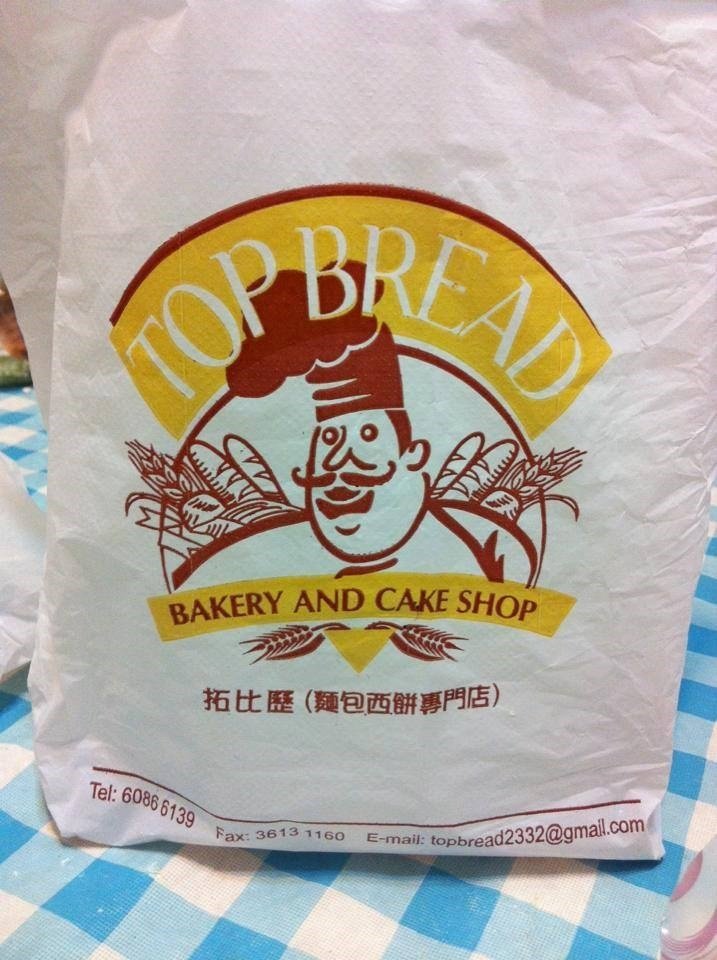 TOP BREAD
BAKERY AND CAKE SHOP
拓比歷 (麵包西餅專門店)
Tel: 6086 6139 Fax: 3613 1160 E-mail: topbread2332@gmail.com